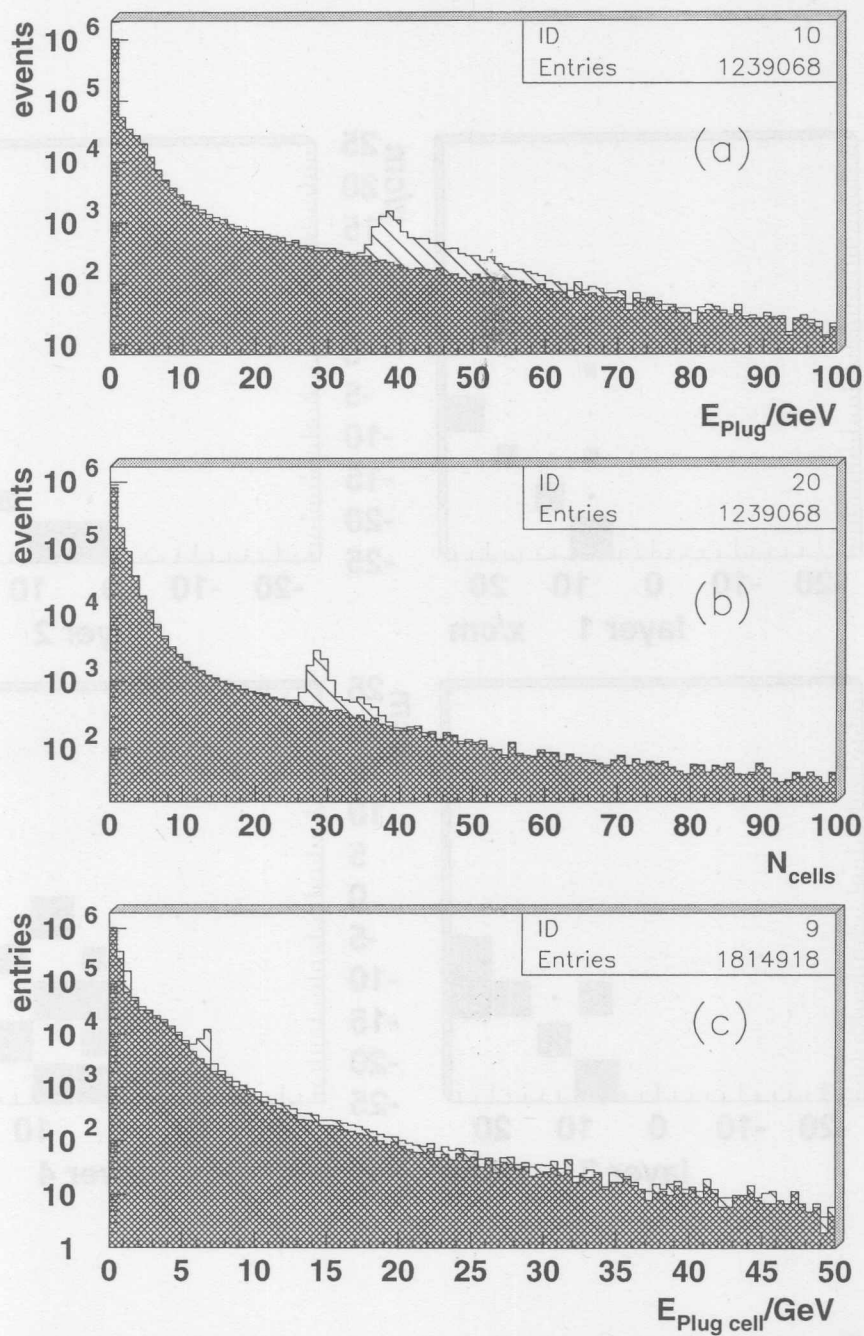 events
10^6
10^5
10^4
10^3
10^2
10
ID 10
Entries 1239068
(a)
0 10 20 30 40 50 60 70 80 90 100
E_Plug/GeV
events
10^6
10^5
10^4
10^3
10^2
ID 20
Entries 1239068
(b)
0 10 20 30 40 50 60 70 80 90 100
N_cells
entries
10^6
10^5
10^4
10^3
10^2
10
1
ID 9
Entries 1814918
(c)
0 5 10 15 20 25 30 35 40 45 50
E_Plug cell/GeV